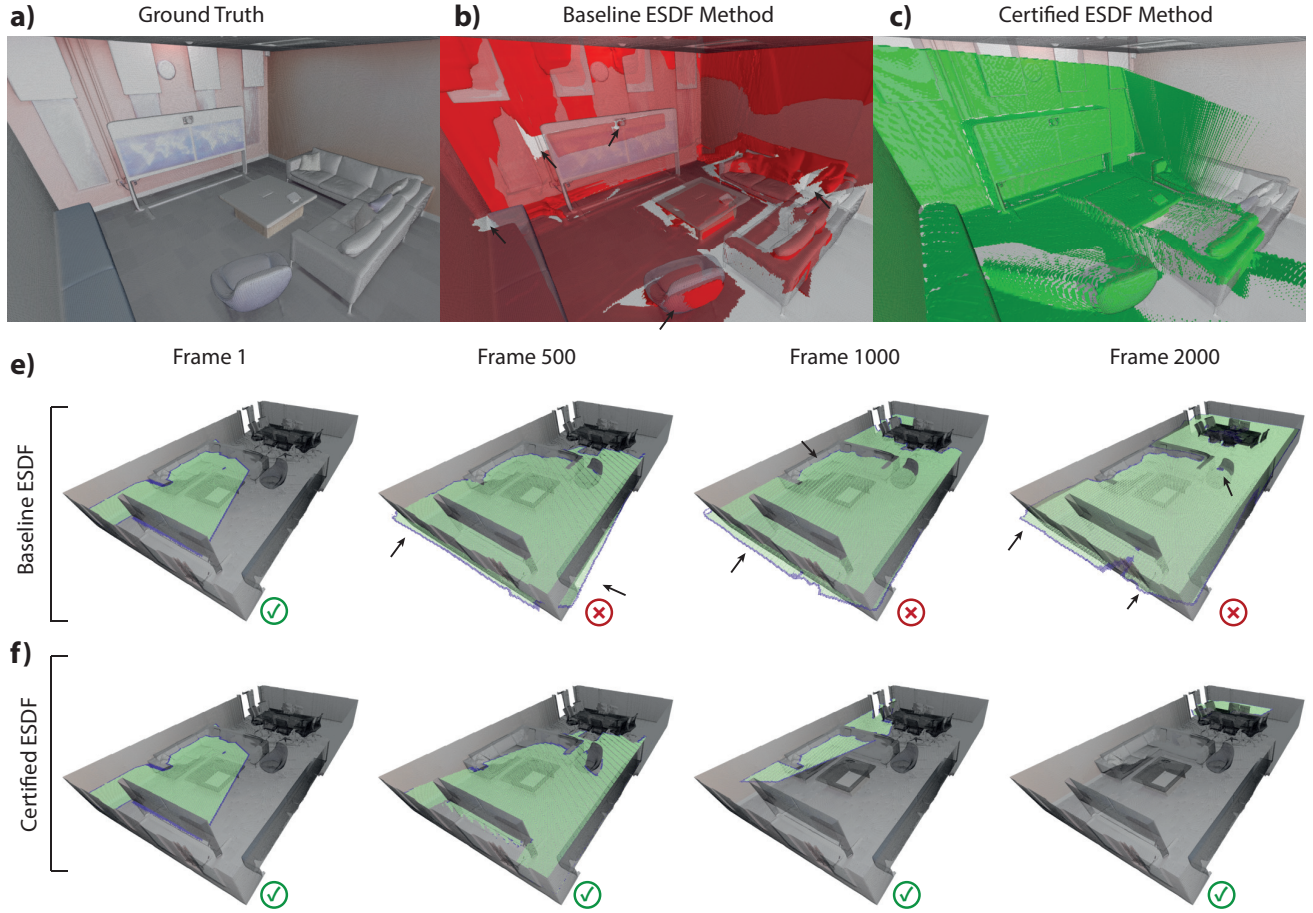 a) Ground Truth
b) Baseline ESDF Method
c) Certified ESDF Method
e) Frame 1 Frame 500 Frame 1000 Frame 2000
Baseline ESDF
f)
Certified ESDF